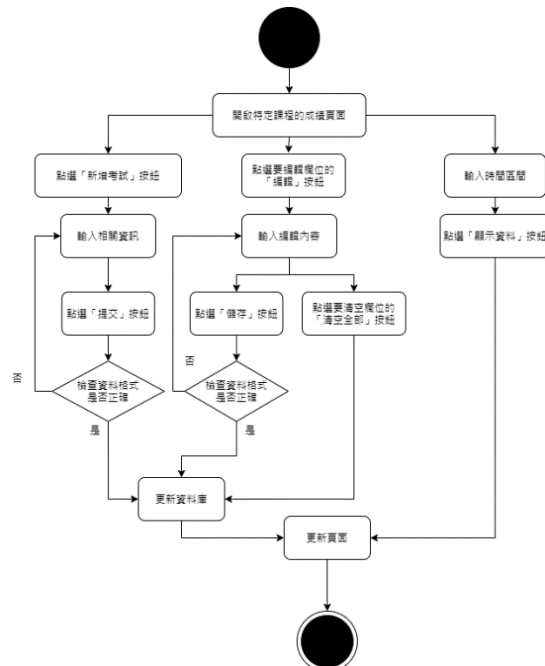 開啟特定課程的成績頁面
點選「新增考試」按鈕
點選要編輯欄位的
「編輯」按鈕
輸入時間區間
輸入相關資訊
輸入編輯內容
點選「顯示資料」按鈕
點選「提交」按鈕
點選「儲存」按鈕
點選要清空欄位的
「清空全部」按鈕
否
檢查資料格式
是否正確
是
否
檢查資料格式
是否正確
是
更新資料庫
更新頁面